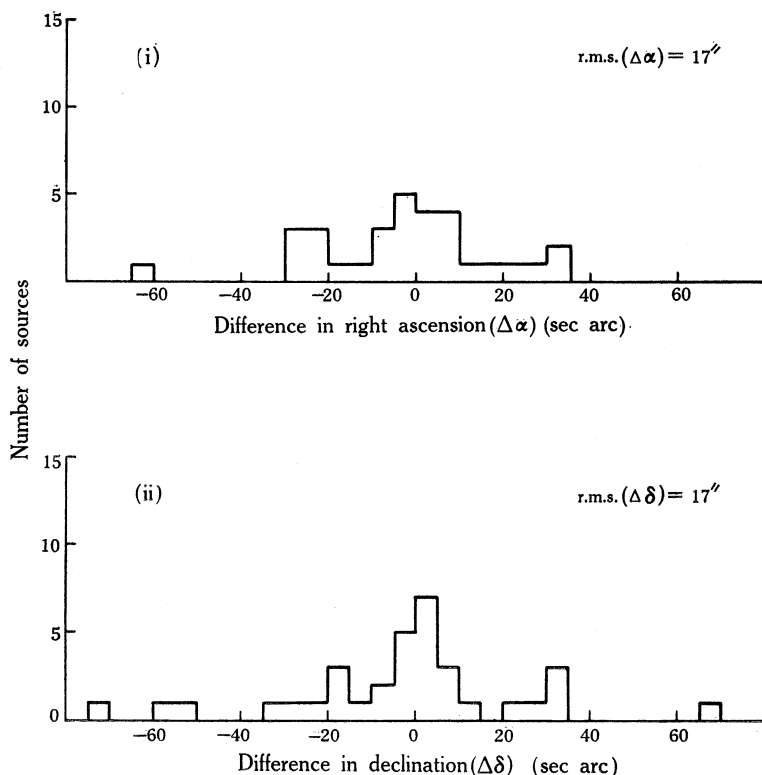 15
(i)
r.m.s.(Δα) = 17″
10
5
−60 −40 −20 0 20 40 60
Difference in right ascension (Δα) (sec arc)
Number of sources
15
(ii)
r.m.s.(Δδ) = 17″
10
5
0
−60 −40 −20 0 20 40 60
Difference in declination (Δδ) (sec arc)